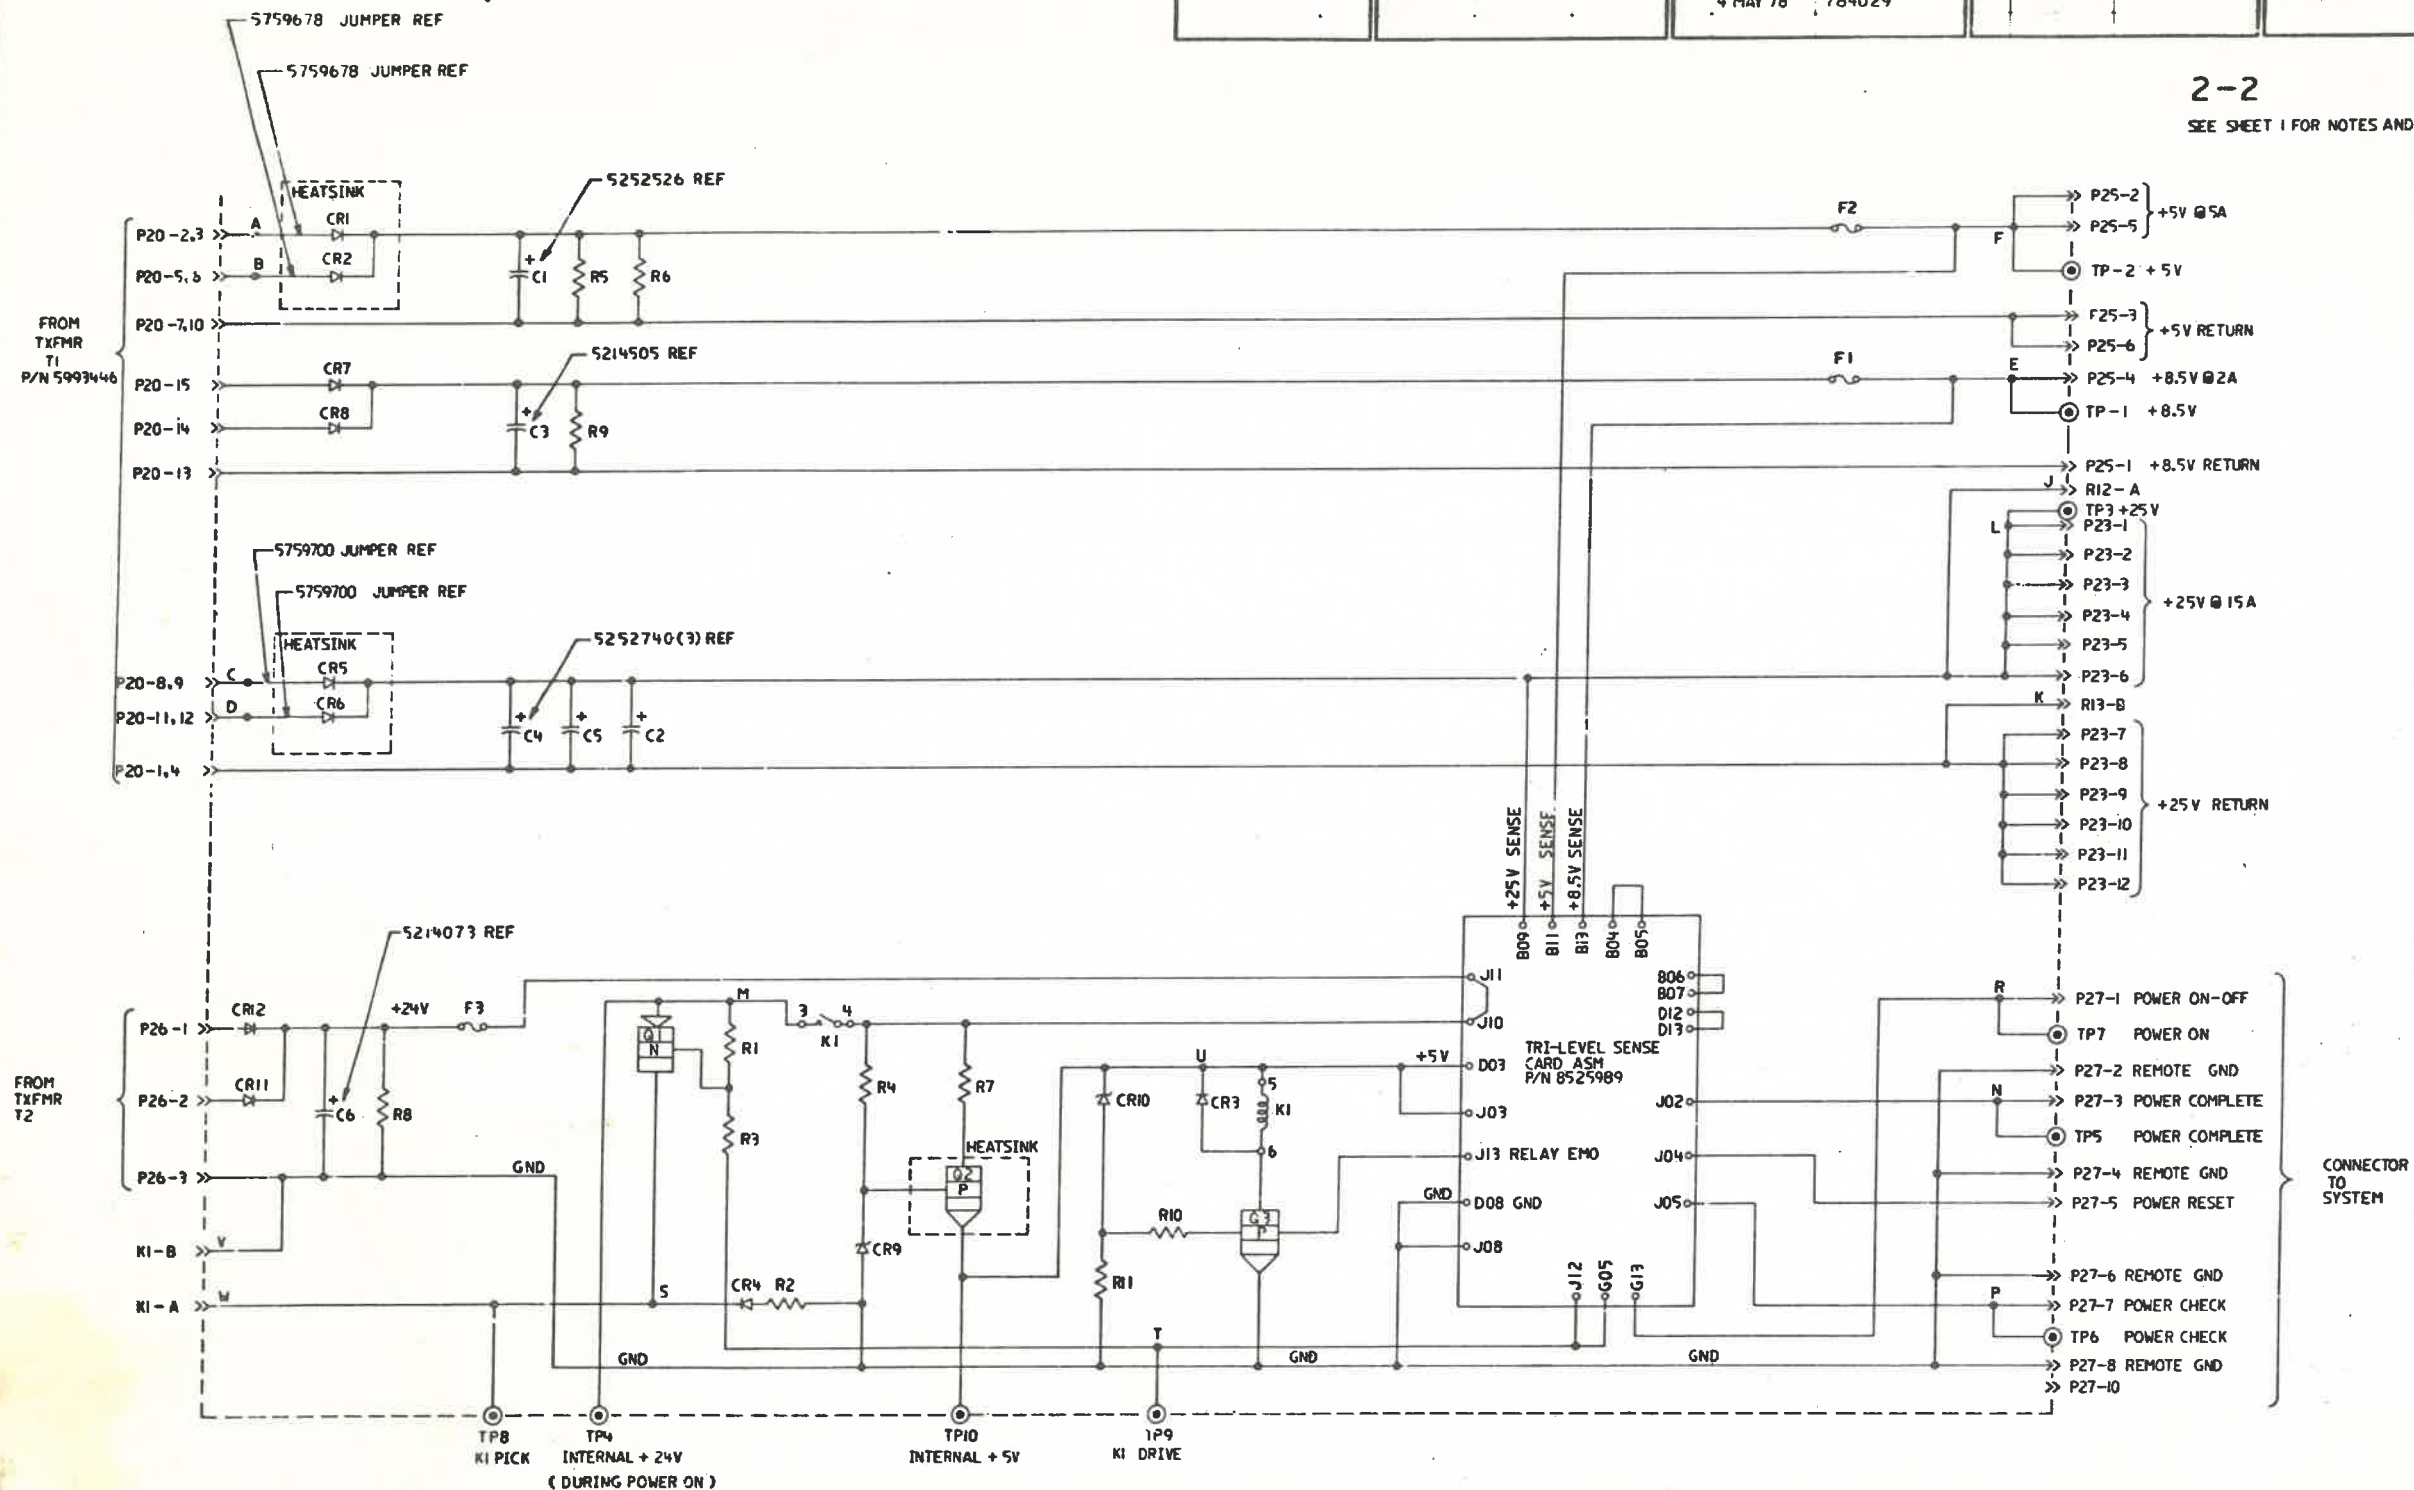 5759678 JUMPER REF
4 MAY 78 784029
5759678 JUMPER REF
2-2
SEE SHEET 1 FOR NOTES AND
HEATSINK
5252526 REF
P20-2,3
A
CR1
F2
P25-2
+5V @ 5A
P25-5
F
P20-5,6
B
CR2
+
C1
R5
R6
TP-2 +5V
FROM
TXFMR
T1
P/N 5993446
P20-7,10
F25-3
+5V RETURN
P25-6
5214505 REF
P20-15
CR7
F1
E
P25-4 +8.5V @ 2A
P20-14
CR8
+
C3
R9
TP-1 +8.5V
P20-13
P25-1 +8.5V RETURN
J
R12-A
TP3 +25V
L
P23-1
5759700 JUMPER REF
P23-2
P23-3
5759700 JUMPER REF
+25V @ 15A
P23-4
HEATSINK
5252740(3) REF
P23-5
P20-8,9
C
CR5
P23-6
P20-11,12
D
CR6
+
C4
+
C5
+
C2
K
R13-B
P23-7
P20-1,4
P23-8
P23-9
+25V RETURN
P23-10
P23-11
P23-12
+25V SENSE
+5V SENSE
+8.5V SENSE
5214073 REF
B09
B11
B13
B04
B05
J11
B06
B07
D12
D13
P26-1
CR12
+24V
F3
M
3
4
K1
J10
R
P27-1 POWER ON-OFF
TP7 POWER ON
Q1
N
R1
TRI-LEVEL SENSE
CARD ASM
P/N 8525989
FROM
TXFMR
T2
P26-2
CR11
+
C6
R8
R4
R7
U
+5V
D03
CR10
CR3
5
K1
6
J03
J02
N
P27-2 REMOTE GND
P27-3 POWER COMPLETE
TP5 POWER COMPLETE
R3
HEATSINK
J13 RELAY EMO
J04
CONNECTOR
TO
SYSTEM
P26-3
GND
Q2
P
P27-4 REMOTE GND
GND
D08 GND
J05
P27-5 POWER RESET
R10
P
K1-B
V
CR9
J08
R11
J12
G05
G13
P27-6 REMOTE GND
K1-A
W
S
CR4
R2
P
P27-7 POWER CHECK
T
TP6 POWER CHECK
GND
GND
GND
P27-8 REMOTE GND
P27-10
TP8
K1 PICK
TP4
INTERNAL + 24V
( DURING POWER ON )
TP10
INTERNAL + 5V
TP9
K1 DRIVE